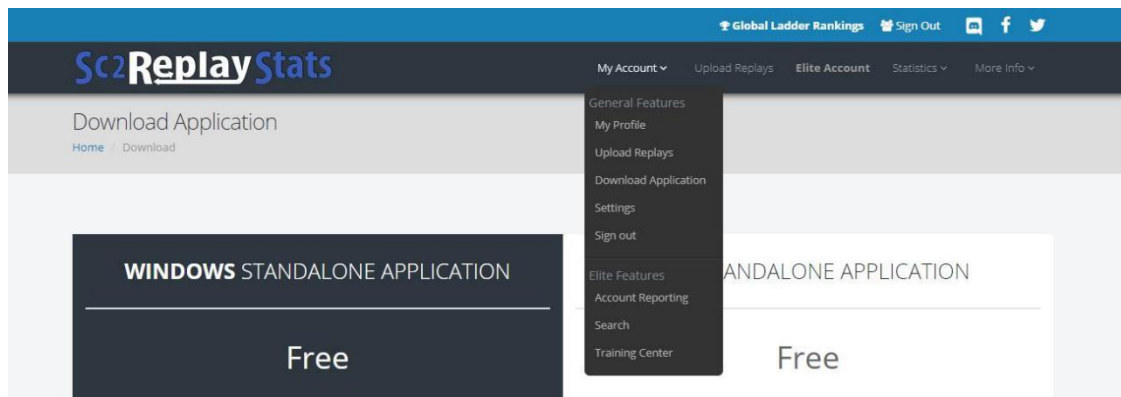 Global Ladder Rankings Sign Out
Sc2ReplayStats
My Account Upload Replays Elite Account Statistics More Info
Download Application
Home / Download
General Features
My Profile
Upload Replays
Download Application
Settings
Sign out
Elite Features
Account Reporting
Search
Training Center
WINDOWS STANDALONE APPLICATION
Free
ANDALONE APPLICATION
Free